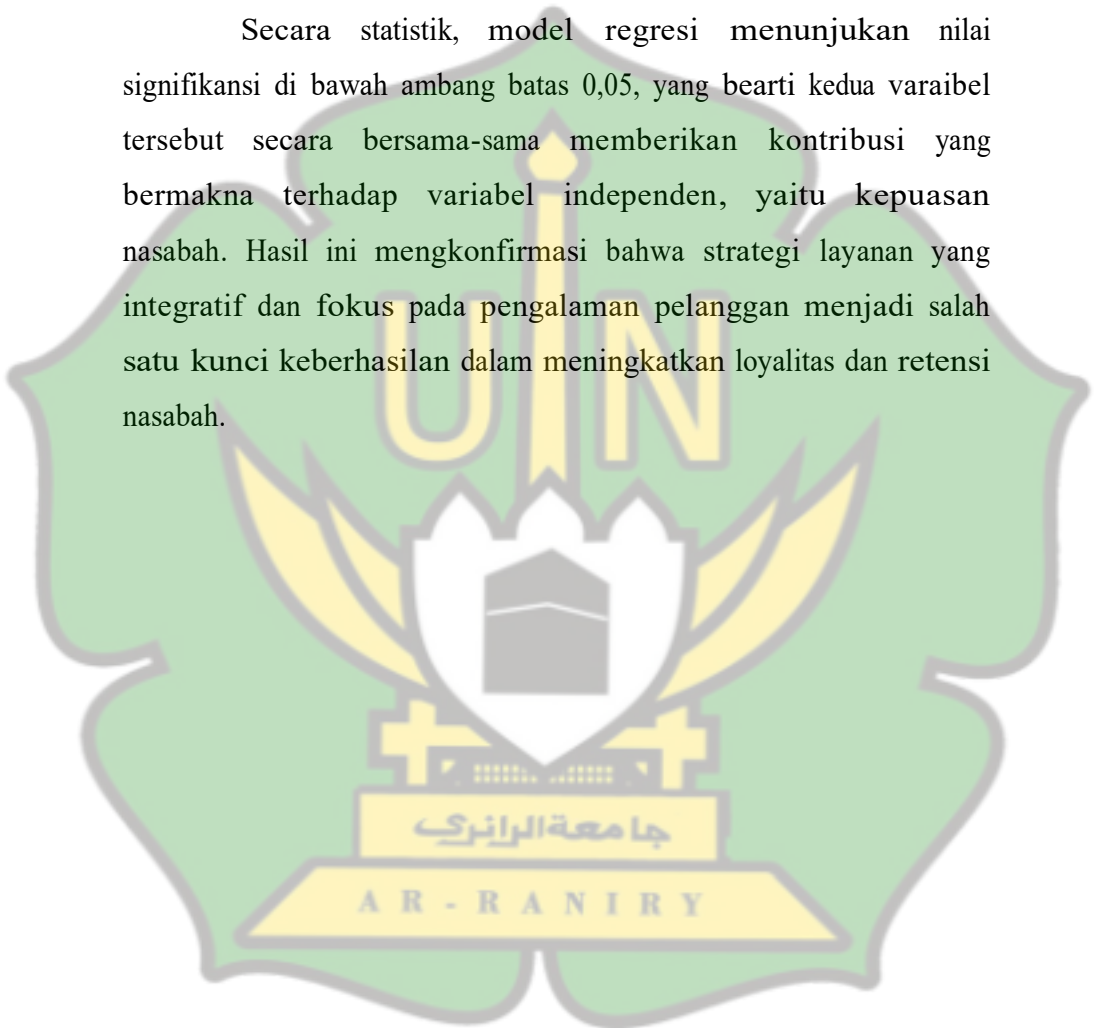 Secara statistik, model regresi menunjukan nilai
signifikansi di bawah ambang batas 0,05, yang bearti kedua varaibel
tersebut secara bersama-sama memberikan kontribusi yang
bermakna terhadap variabel independen, yaitu kepuasan
nasabah. Hasil ini mengkonfirmasi bahwa strategi layanan yang
integratif dan fokus pada pengalaman pelanggan menjadi salah
satu kunci keberhasilan dalam meningkatkan loyalitas dan retensi
nasabah.
UIN
جامعة الرانري
AR-RANIRY